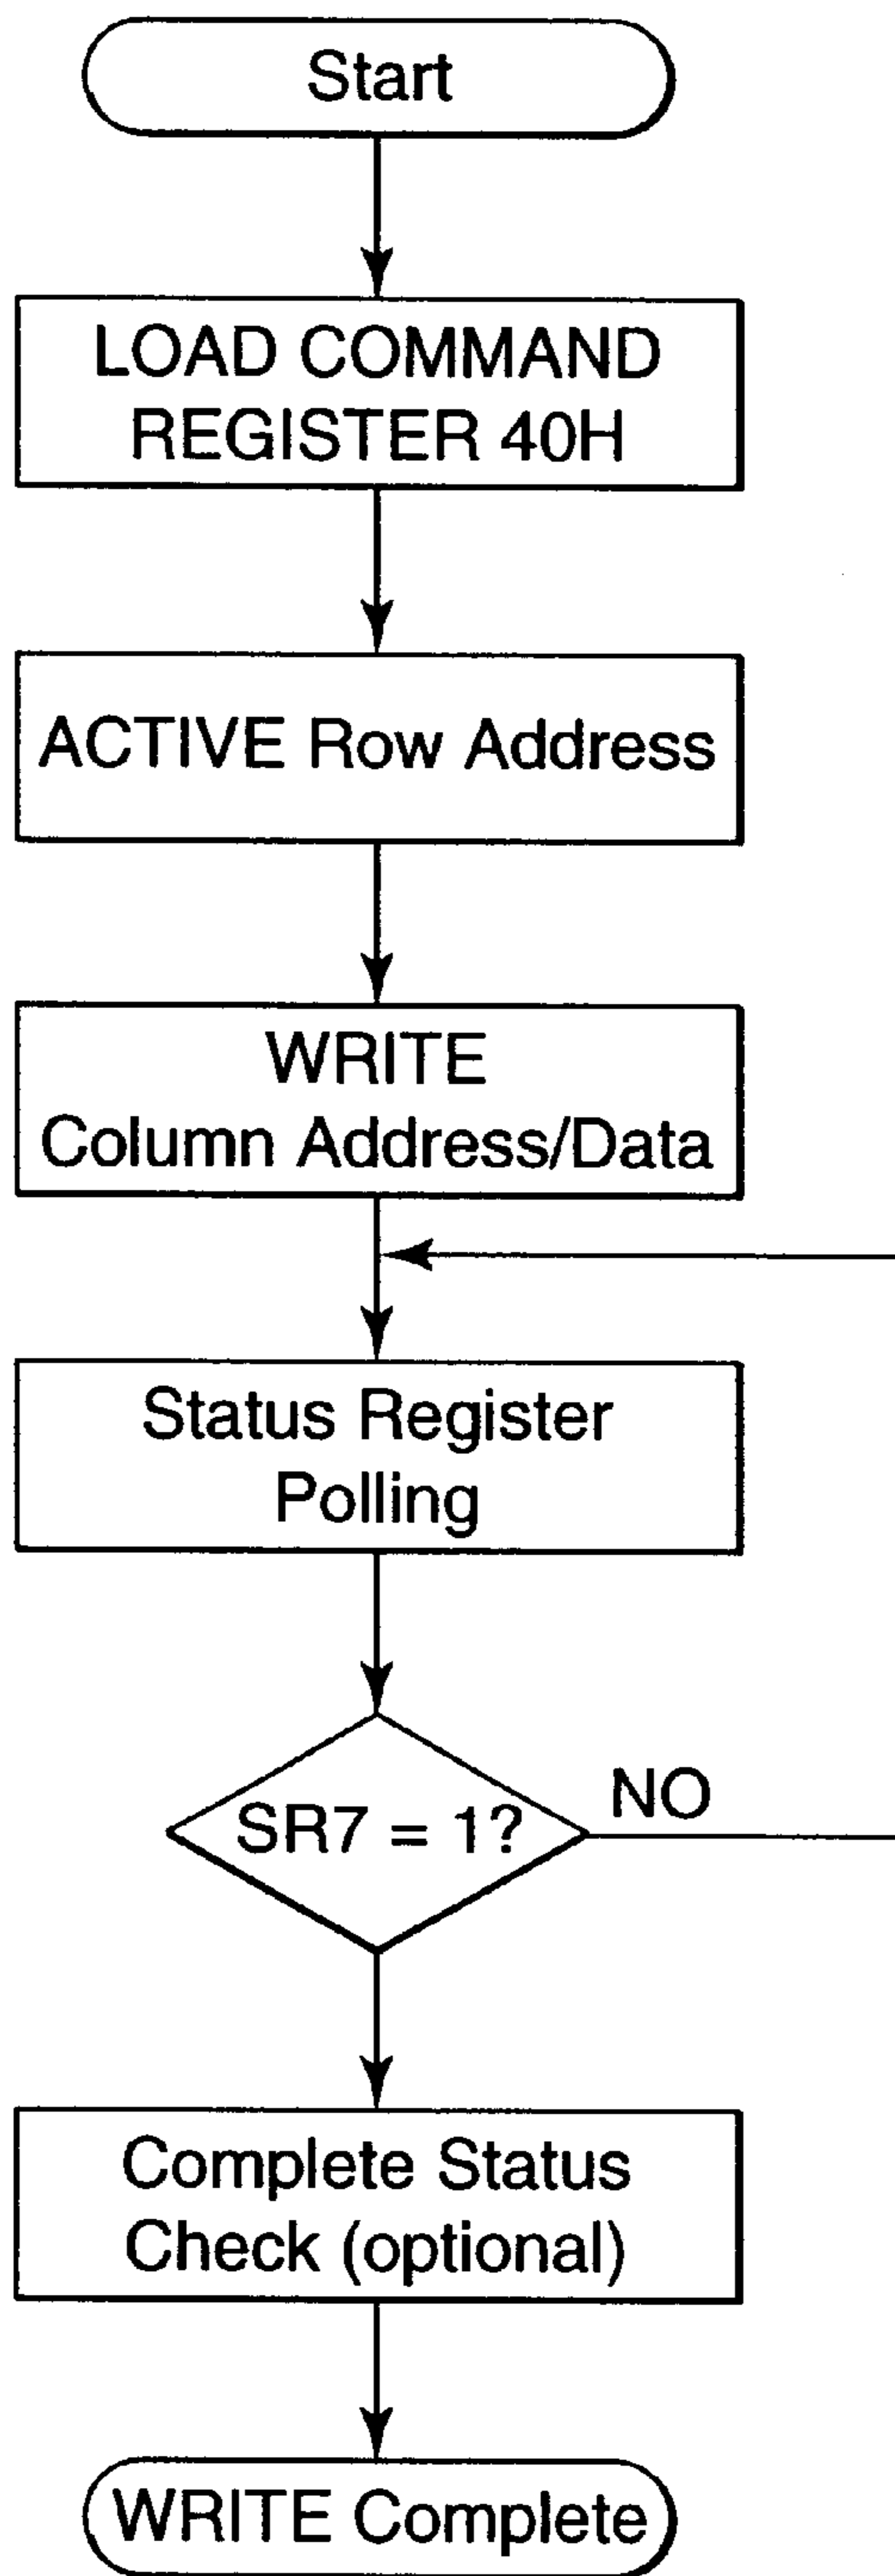 Start
LOAD COMMAND
REGISTER 40H
ACTIVE Row Address
WRITE
Column Address/Data
Status Register
Polling
SR7 = 1?
NO
Complete Status
Check (optional)
WRITE Complete